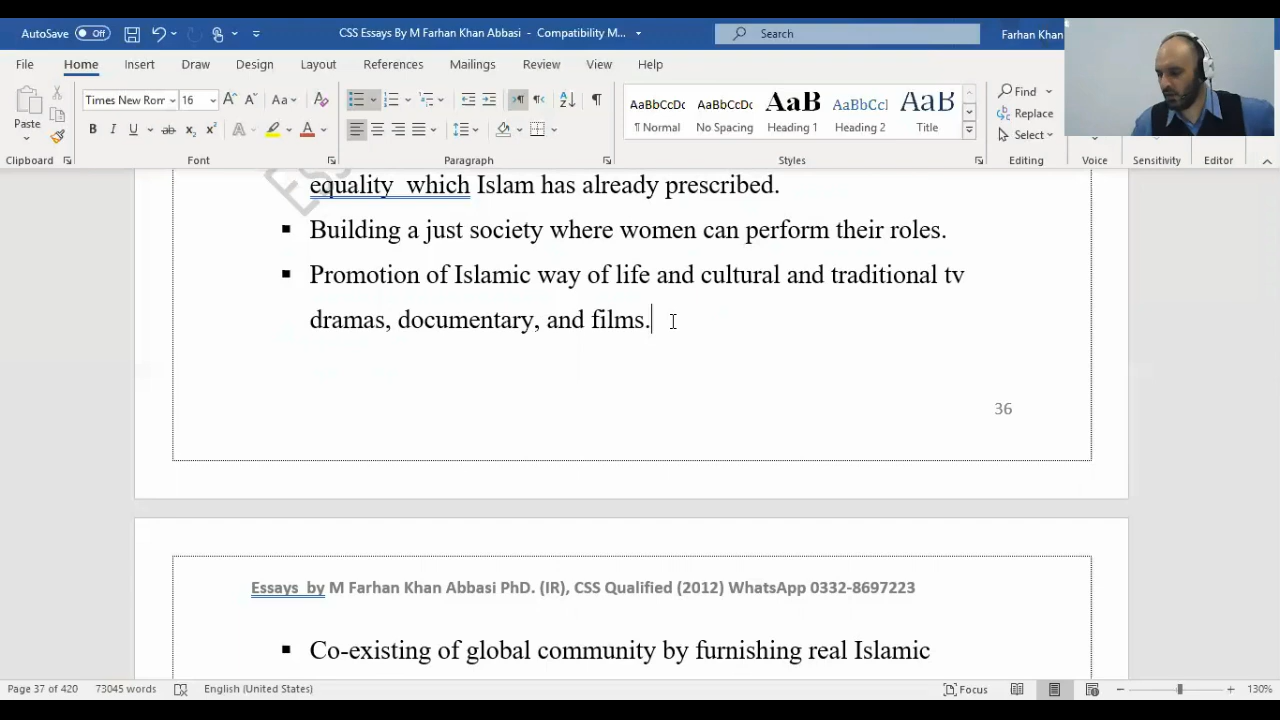 AutoSave Off CSS Essays By M Farhan Khan Abbasi - Compatibility M... Search Farhan Khan
File Home Insert Draw Design Layout References Mailings Review View Help
Paste Times New Rorr 16 Aa AaBbCcDc AaBbCcDc AaB AaBbCcl AaB Find
¶ Normal No Spacing Heading 1 Heading 2 Title Replace
Select
Clipboard Font Paragraph Styles Editing Voice Sensitivity Editor
equality which Islam has already prescribed.
▪ Building a just society where women can perform their roles.
▪ Promotion of Islamic way of life and cultural and traditional tv
dramas, documentary, and films.
36
Essays by M Farhan Khan Abbasi PhD. (IR), CSS Qualified (2012) WhatsApp 0332-8697223
▪ Co-existing of global community by furnishing real Islamic
Page 37 of 420 73045 words English (United States) Focus 130%